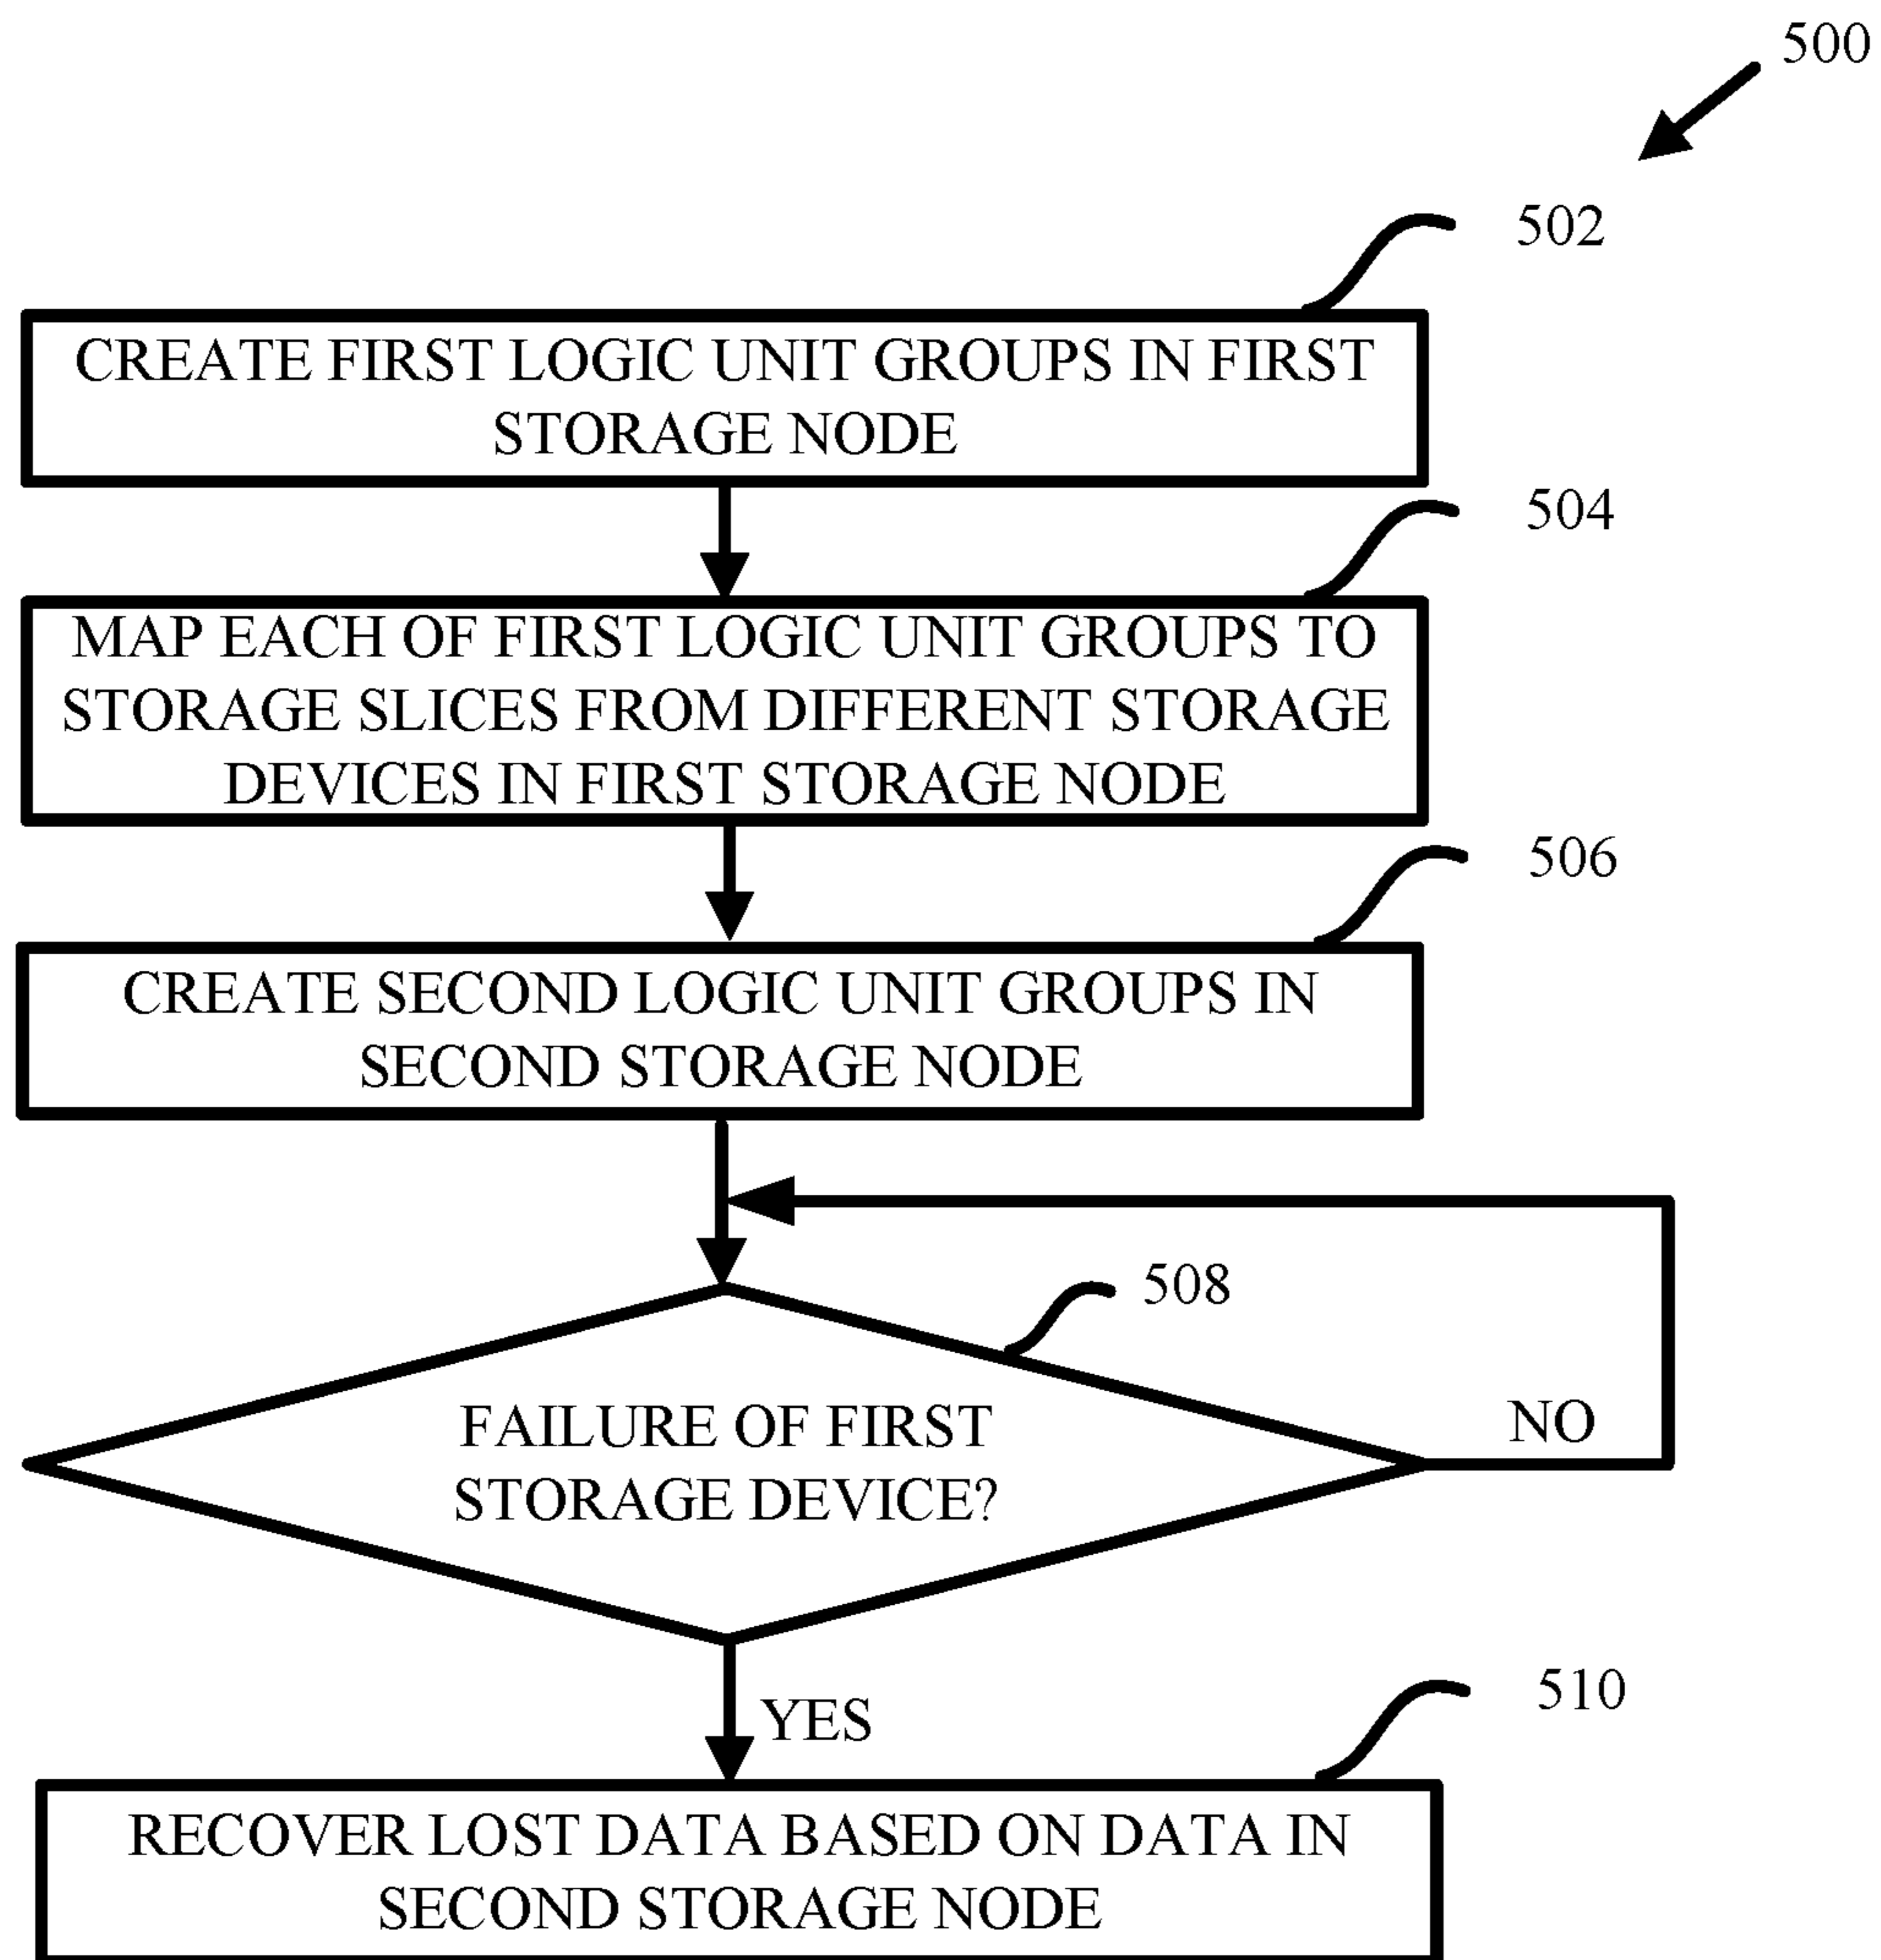 500
502
CREATE FIRST LOGIC UNIT GROUPS IN FIRST
STORAGE NODE
504
MAP EACH OF FIRST LOGIC UNIT GROUPS TO
STORAGE SLICES FROM DIFFERENT STORAGE
DEVICES IN FIRST STORAGE NODE
506
CREATE SECOND LOGIC UNIT GROUPS IN
SECOND STORAGE NODE
508
FAILURE OF FIRST
STORAGE DEVICE?
NO
YES
510
RECOVER LOST DATA BASED ON DATA IN
SECOND STORAGE NODE